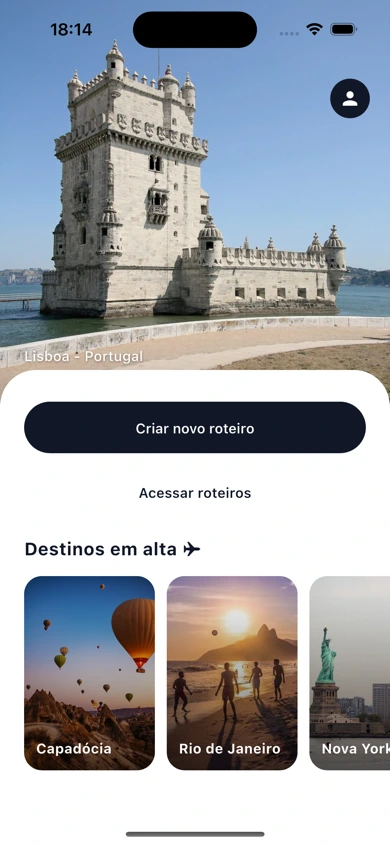 18:14
Lisboa - Portugal
Criar novo roteiro
Acessar roteiros
Destinos em alta ✈
Capadócia
Rio de Janeiro
Nova York